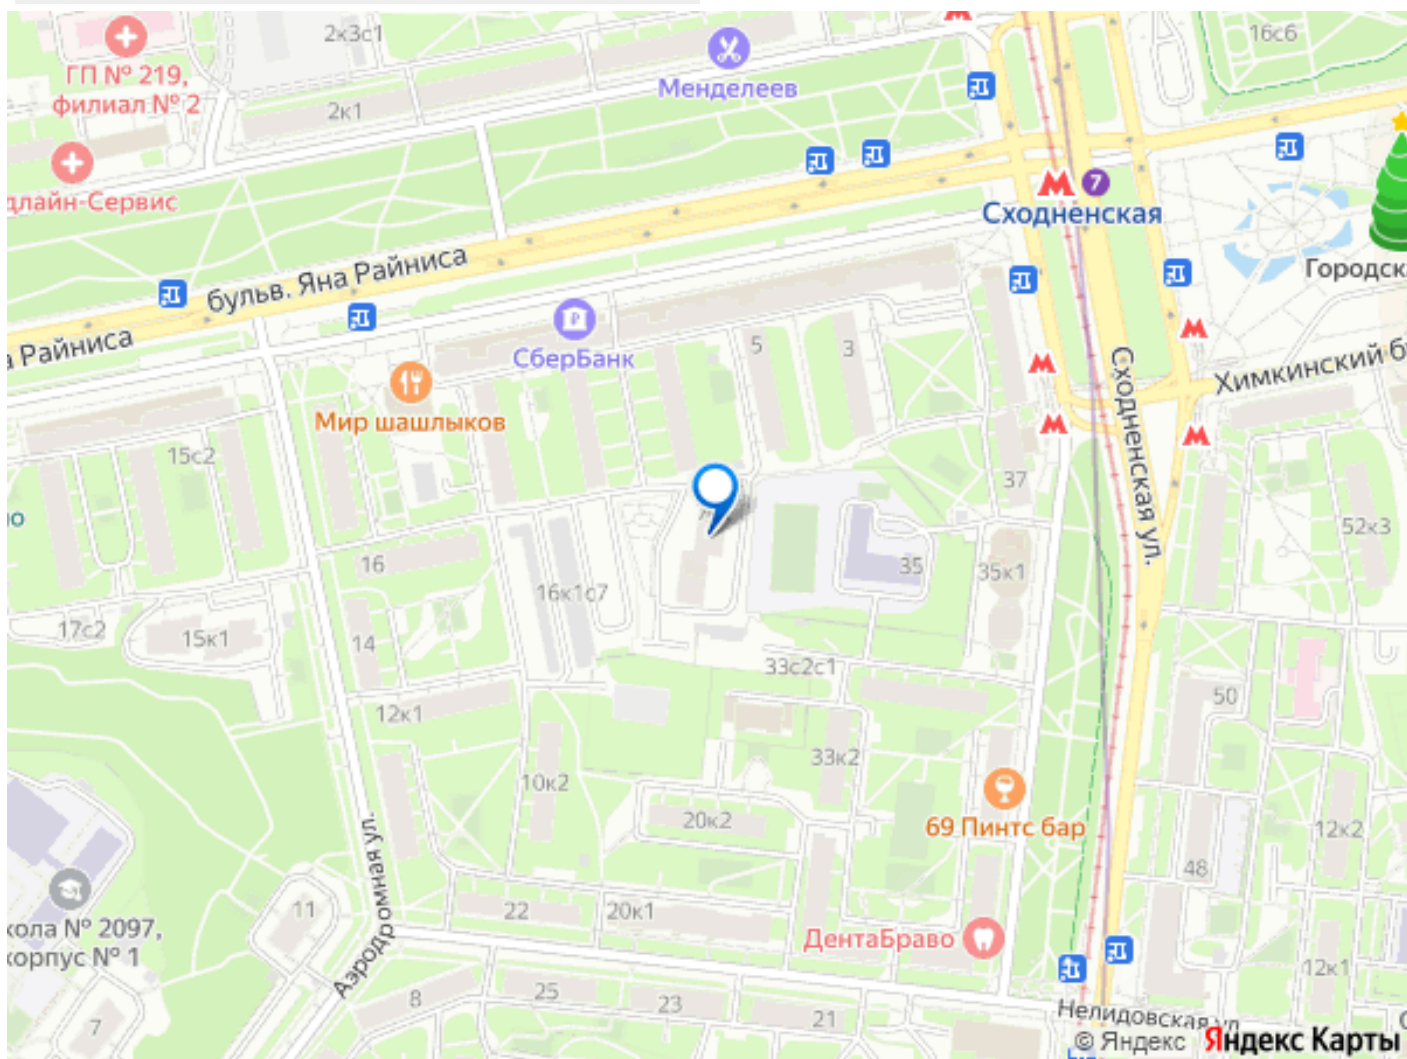 2к3с1
16с6
ГП № 219,
филиал № 2
Менделеев
2к1
7
длайн-Сервис
Сходненская
бульв. Яна Райниса
Городска
а Райниса
СберБанк
5
3
Сходненская ул.
Химкинский б
Мир шашлыков
15с2
37
52к3
16
16к1с7
35
35к1
17с2
15к1
14
33с2с1
12к1
50
10к2
33к2
20к2
69 Пинтс бар
12к2
Аэродромная ул.
48
11
22
20к1
кола № 2097,
корпус № 1
ДентаБраво
12к1
8
25
23
21
7
Нелидовская ул
© Яндекс Яндекс Карты